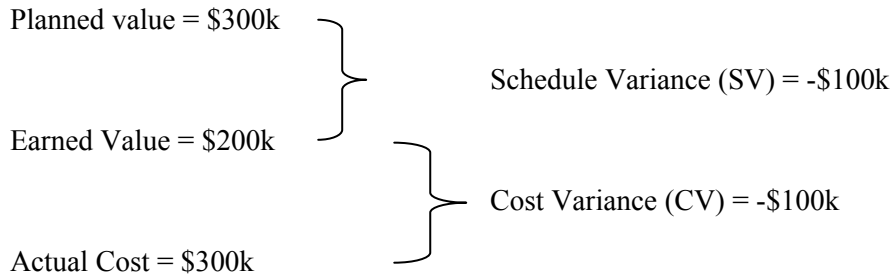 Planned value = $300k
Schedule Variance (SV) = -$100k
Earned Value = $200k
Cost Variance (CV) = -$100k
Actual Cost = $300k